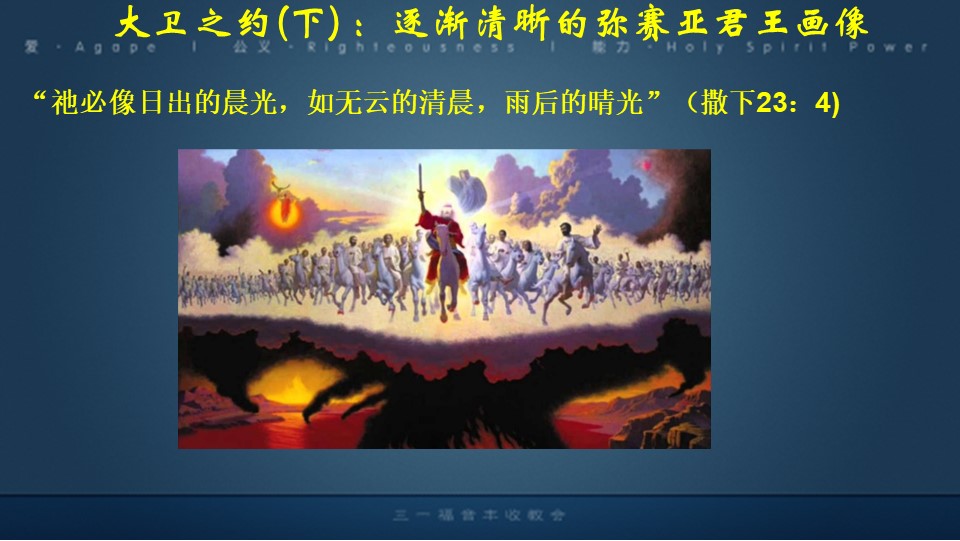 大卫之约(下)：逐渐清晰的弥赛亚君王画像
爱·Agape | 公义·Righteousness | 能力·Holy Spirit Power
“祂必像日出的晨光，如无云的清晨，雨后的晴光”（撒下23：4)
三一福音丰收教会